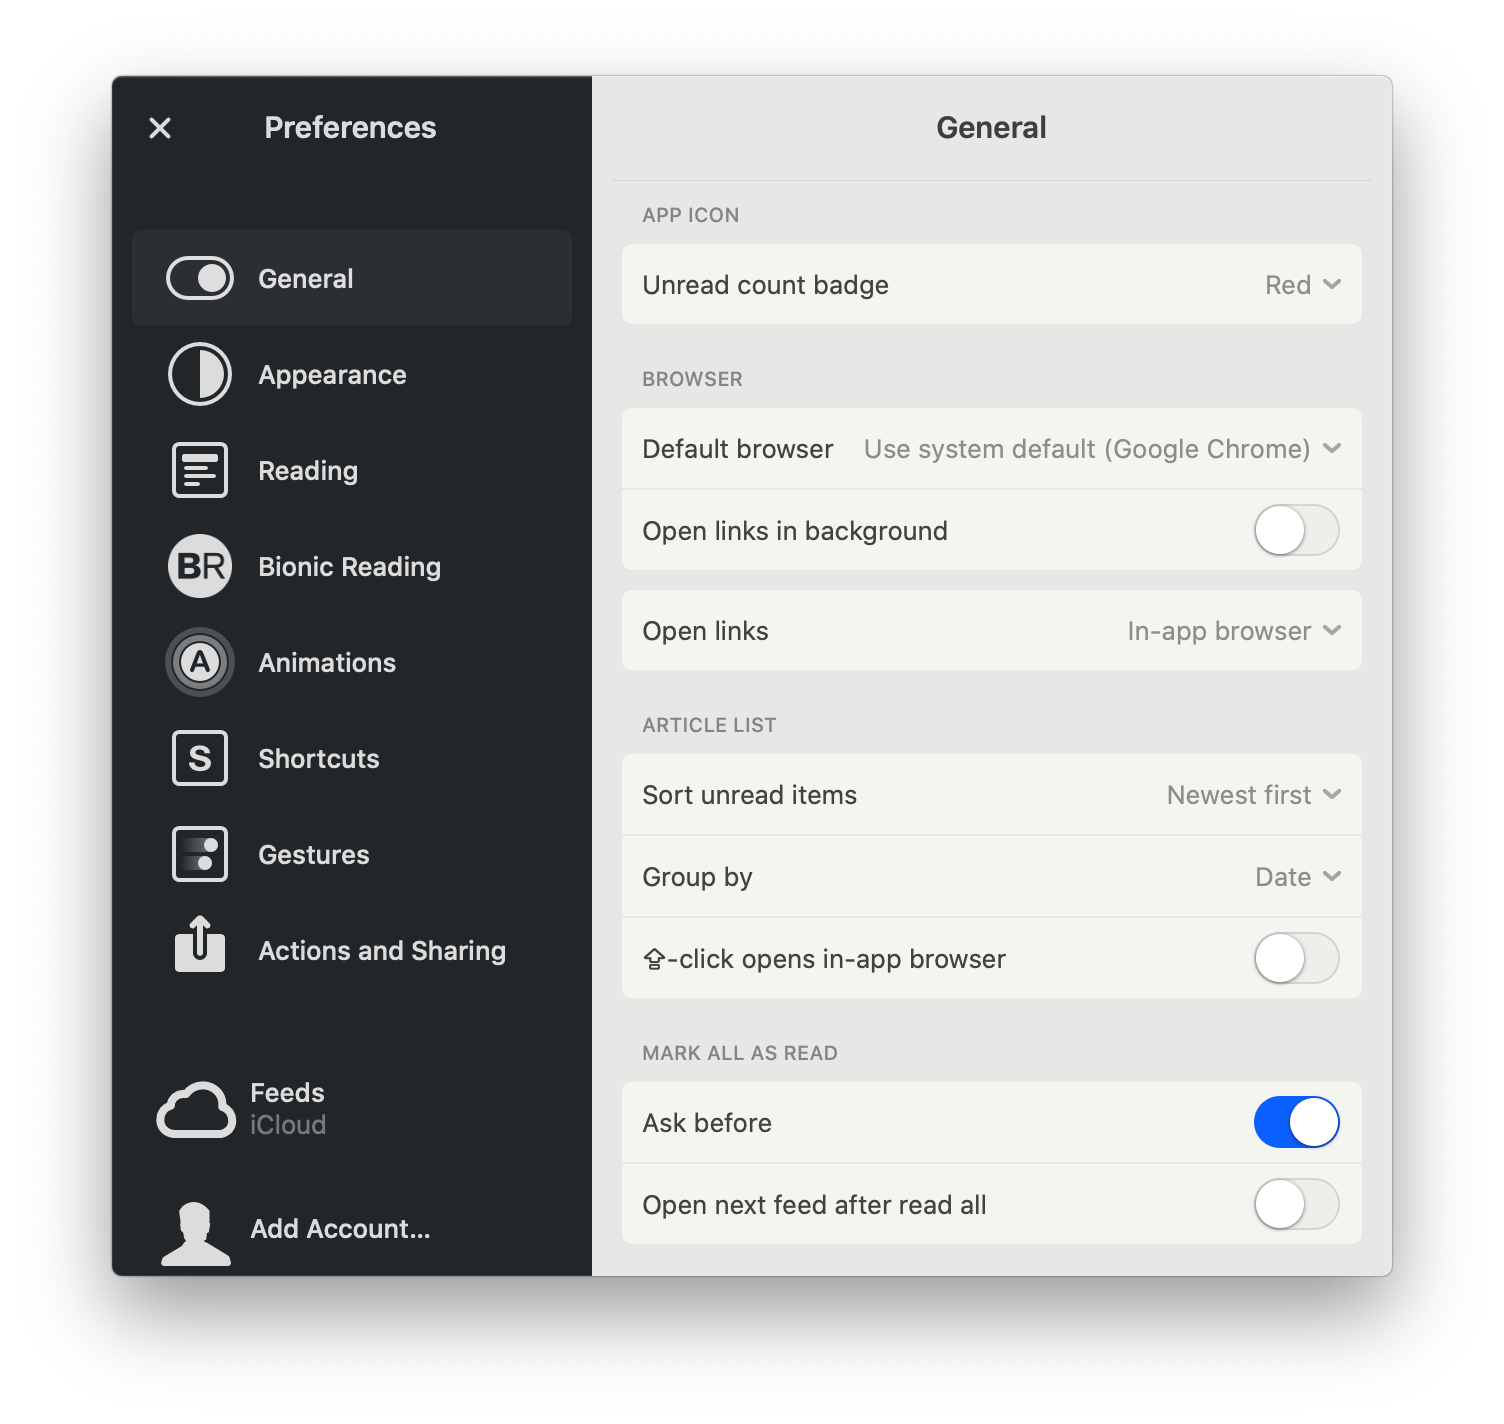 Preferences
General
Appearance
Reading
BR
Bionic Reading
A
Animations
S
Shortcuts
Gestures
Actions and Sharing
Feeds
iCloud
Add Account...
General
APP ICON
Unread count badge Red
BROWSER
Default browser Use system default (Google Chrome)
Open links in background
Open links In-app browser
ARTICLE LIST
Sort unread items Newest first
Group by Date
⇪-click opens in-app browser
MARK ALL AS READ
Ask before
Open next feed after read all